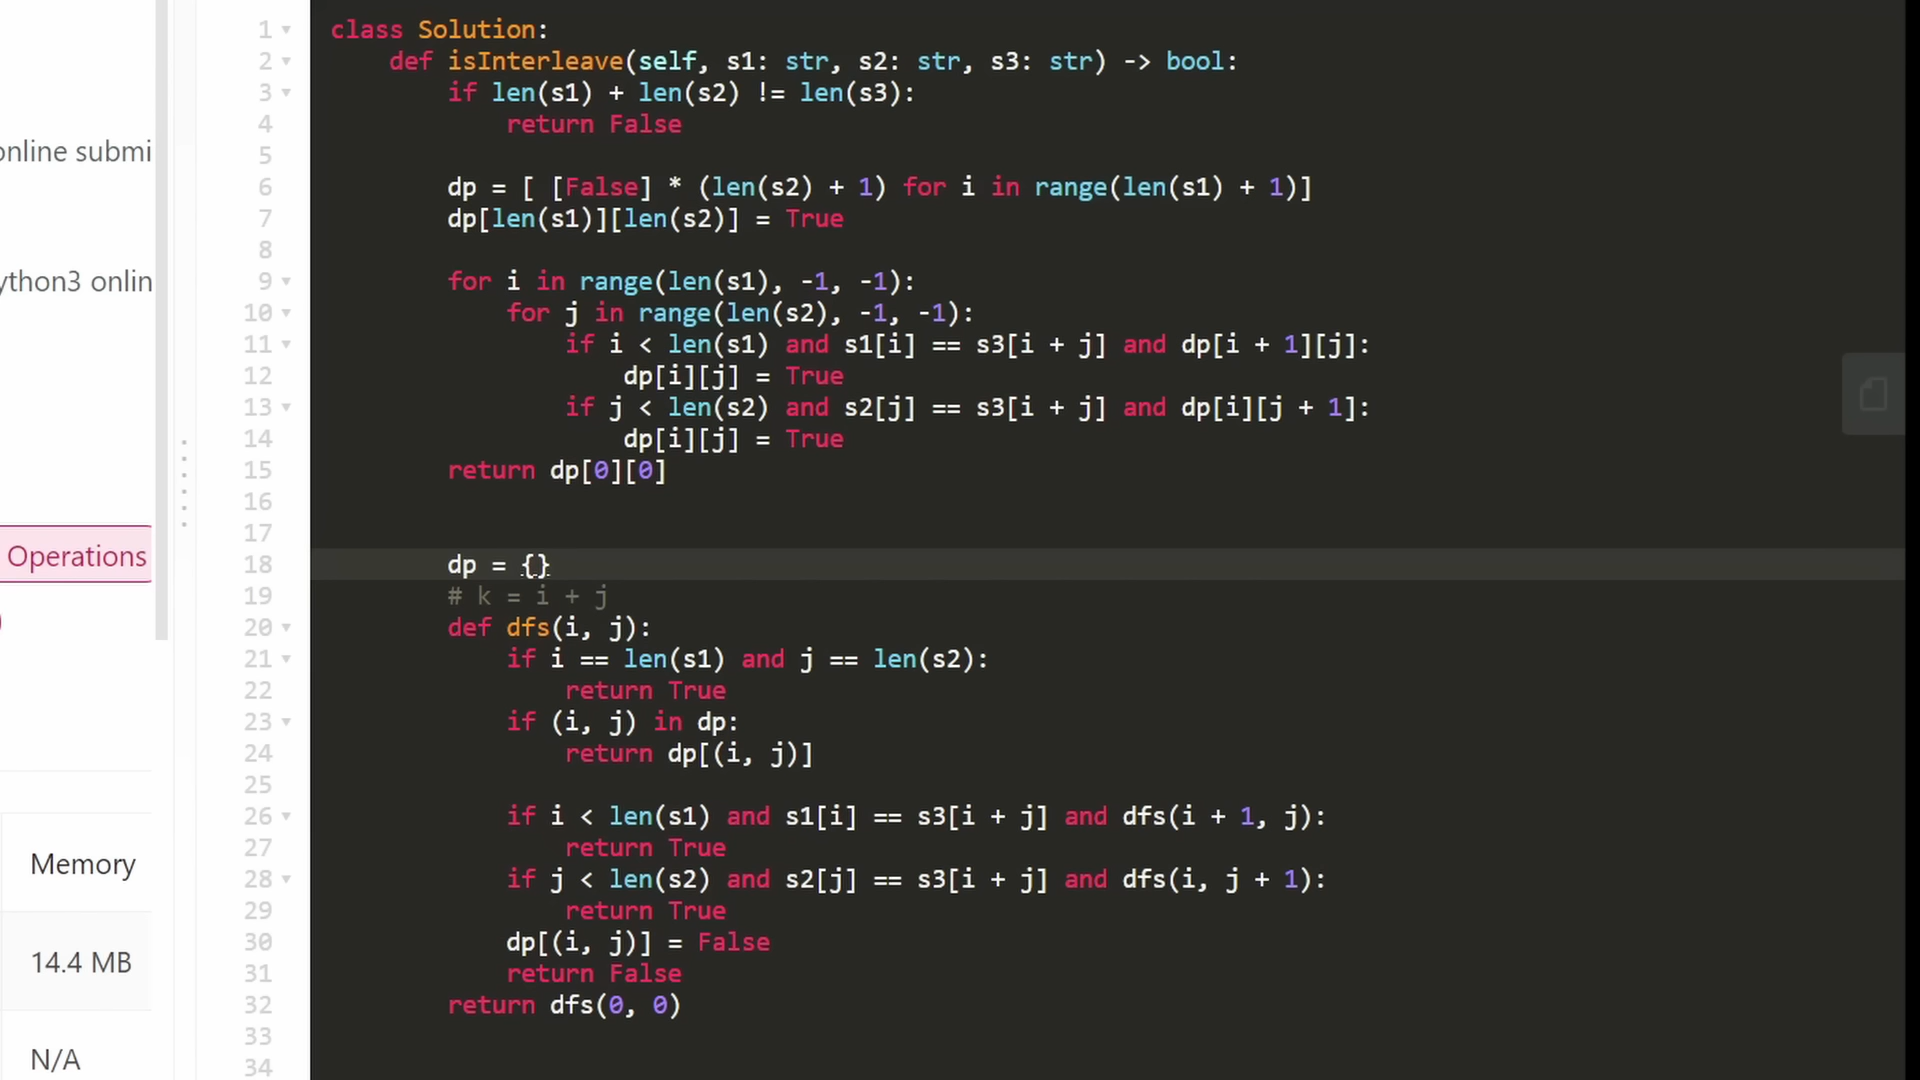 online submi
ython3 onlin
Operations
)
Memory
14.4 MB
N/A
1 class Solution:
2 def isInterleave(self, s1: str, s2: str, s3: str) -> bool:
3 if len(s1) + len(s2) != len(s3):
4 return False
5
6 dp = [ [False] * (len(s2) + 1) for i in range(len(s1) + 1)]
7 dp[len(s1)][len(s2)] = True
8
9 for i in range(len(s1), -1, -1):
10 for j in range(len(s2), -1, -1):
11 if i < len(s1) and s1[i] == s3[i + j] and dp[i + 1][j]:
12 dp[i][j] = True
13 if j < len(s2) and s2[j] == s3[i + j] and dp[i][j + 1]:
14 dp[i][j] = True
15 return dp[0][0]
16
17
18 dp = {}
19 # k = i + j
20 def dfs(i, j):
21 if i == len(s1) and j == len(s2):
22 return True
23 if (i, j) in dp:
24 return dp[(i, j)]
25
26 if i < len(s1) and s1[i] == s3[i + j] and dfs(i + 1, j):
27 return True
28 if j < len(s2) and s2[j] == s3[i + j] and dfs(i, j + 1):
29 return True
30 dp[(i, j)] = False
31 return False
32 return dfs(0, 0)
33
34